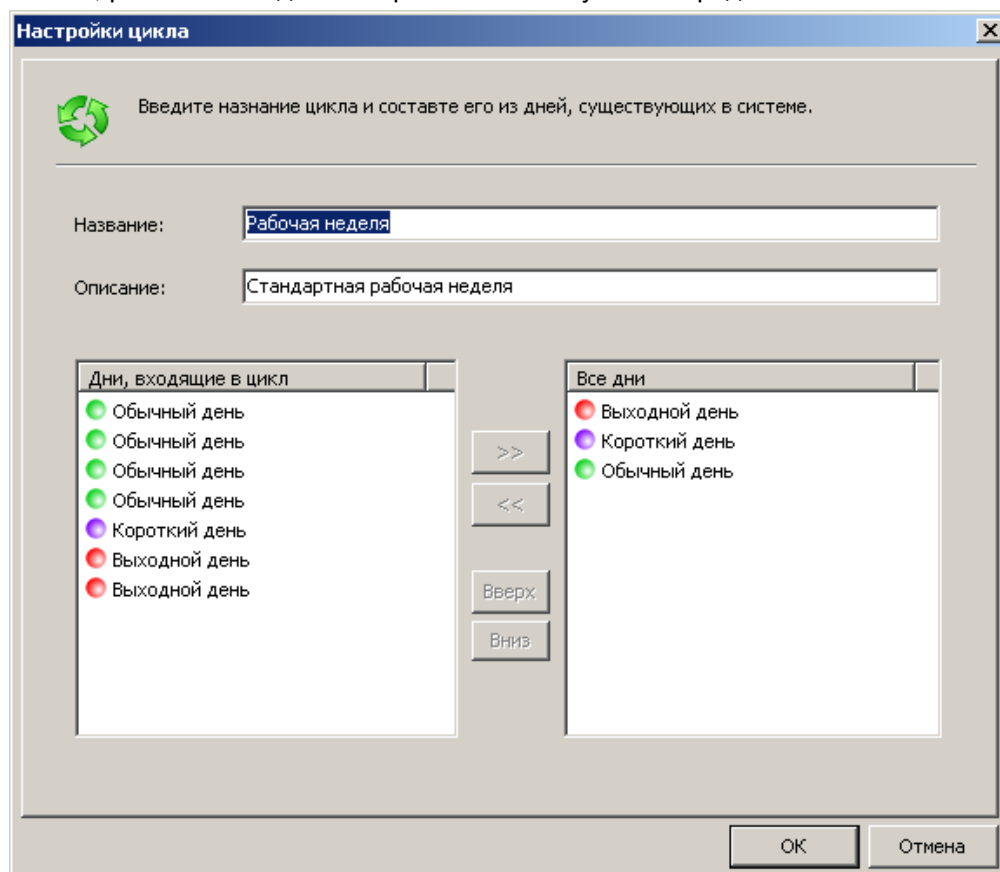 Настройки цикла
Введите назнание цикла и составте его из дней, существующих в системе.
Название:
Рабочая неделя
Описание:
Стандартная рабочая неделя
Дни, входящие в цикл
Обычный день
Обычный день
Обычный день
Обычный день
Короткий день
Выходной день
Выходной день
>>
<<
Вверх
Вниз
Все дни
Выходной день
Короткий день
Обычный день
ОК
Отмена